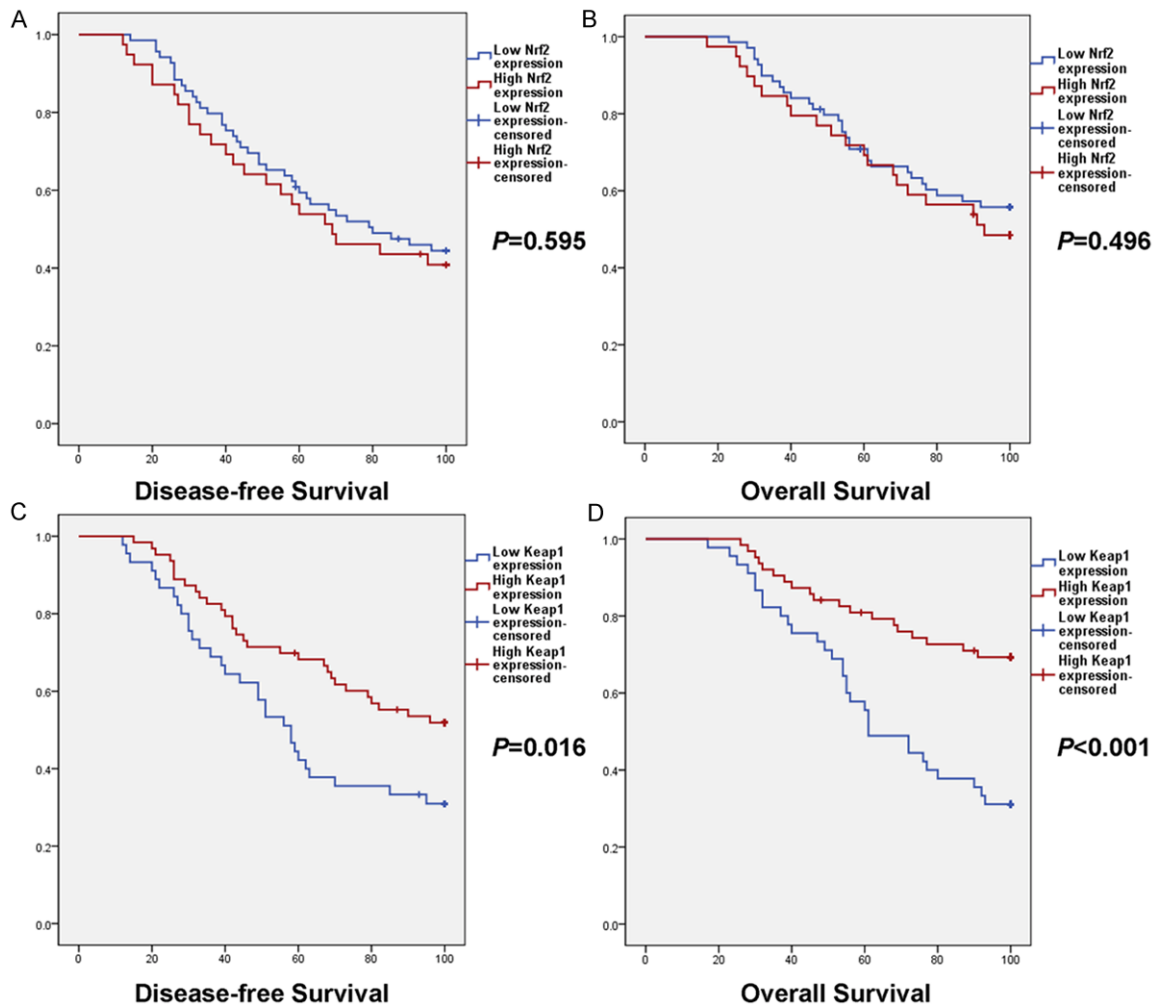 A
1.0
0.8
0.6
0.4
0.2
0.0
0 20 40 60 80 100
Disease-free Survival
Low Nrf2
expression
High Nrf2
expression
Low Nrf2
expression-
censored
High Nrf2
expression-
censored
P=0.595
B
1.0
0.8
0.6
0.4
0.2
0.0
0 20 40 60 80 100
Overall Survival
Low Nrf2
expression
High Nrf2
expression
Low Nrf2
expression-
censored
High Nrf2
expression-
censored
P=0.496
C
1.0
0.8
0.6
0.4
0.2
0.0
0 20 40 60 80 100
Disease-free Survival
Low Keap1
expression
High Keap1
expression
Low Keap1
expression-
censored
High Keap1
expression-
censored
P=0.016
D
1.0
0.8
0.6
0.4
0.2
0.0
0 20 40 60 80 100
Overall Survival
Low Keap1
expression
High Keap1
expression
Low Keap1
expression-
censored
High Keap1
expression-
censored
P<0.001